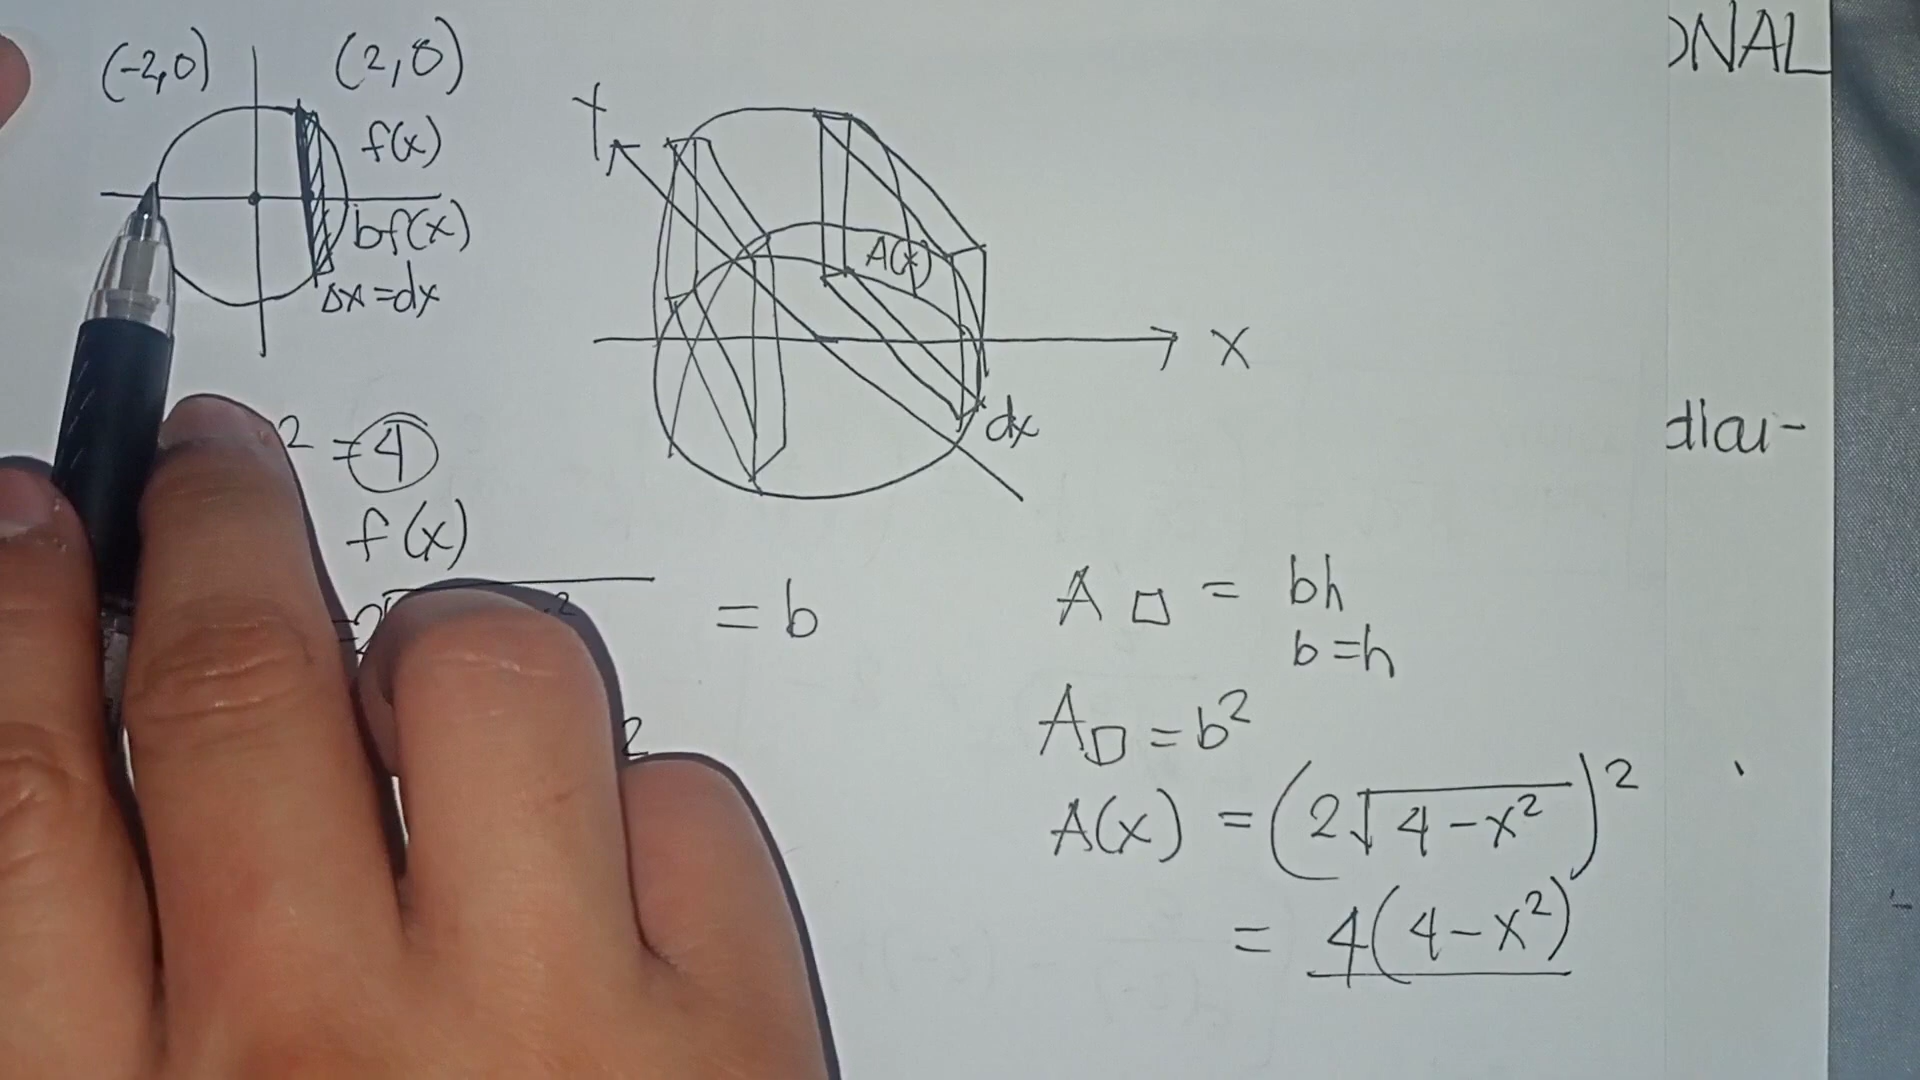 (-2,0)
(2,0)
f(x)
bf(x)
Δx = dx
Y
A(x)
X
dx
2 = 4
f(x)
= b
A□ = bh
b = h
A□ = b²
A(x) = (2√4-x²)²
= 4(4-x²)
ONAL